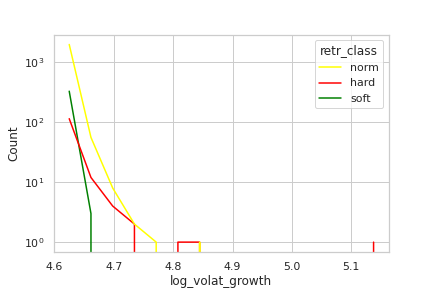 retr_class
norm
hard
soft
10³
10²
10¹
10⁰
Count
4.6 4.7 4.8 4.9 5.0 5.1
log_volat_growth